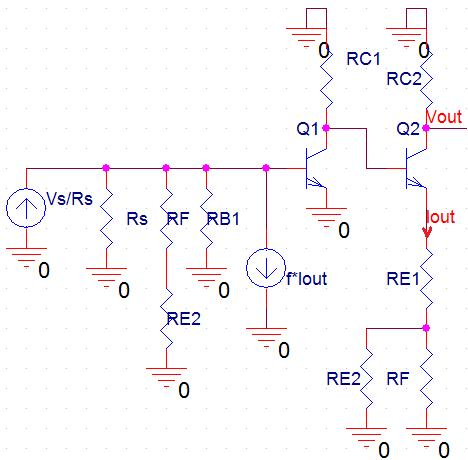 0
0
RC1
RC2
Vout
Q1
Q2
Vs/Rs
Rs
RF
RB1
Iout
0
0
0
0
f*Iout
RE1
RE2
0
0
RE2
RF
0
0